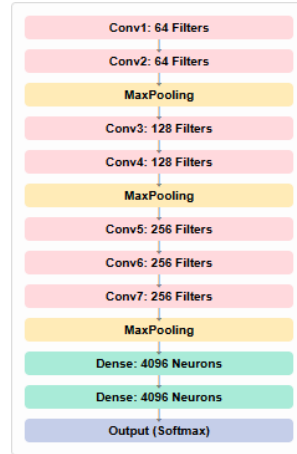 Conv1: 64 Filters
Conv2: 64 Filters
MaxPooling
Conv3: 128 Filters
Conv4: 128 Filters
MaxPooling
Conv5: 256 Filters
Conv6: 256 Filters
Conv7: 256 Filters
MaxPooling
Dense: 4096 Neurons
Dense: 4096 Neurons
Output (Softmax)